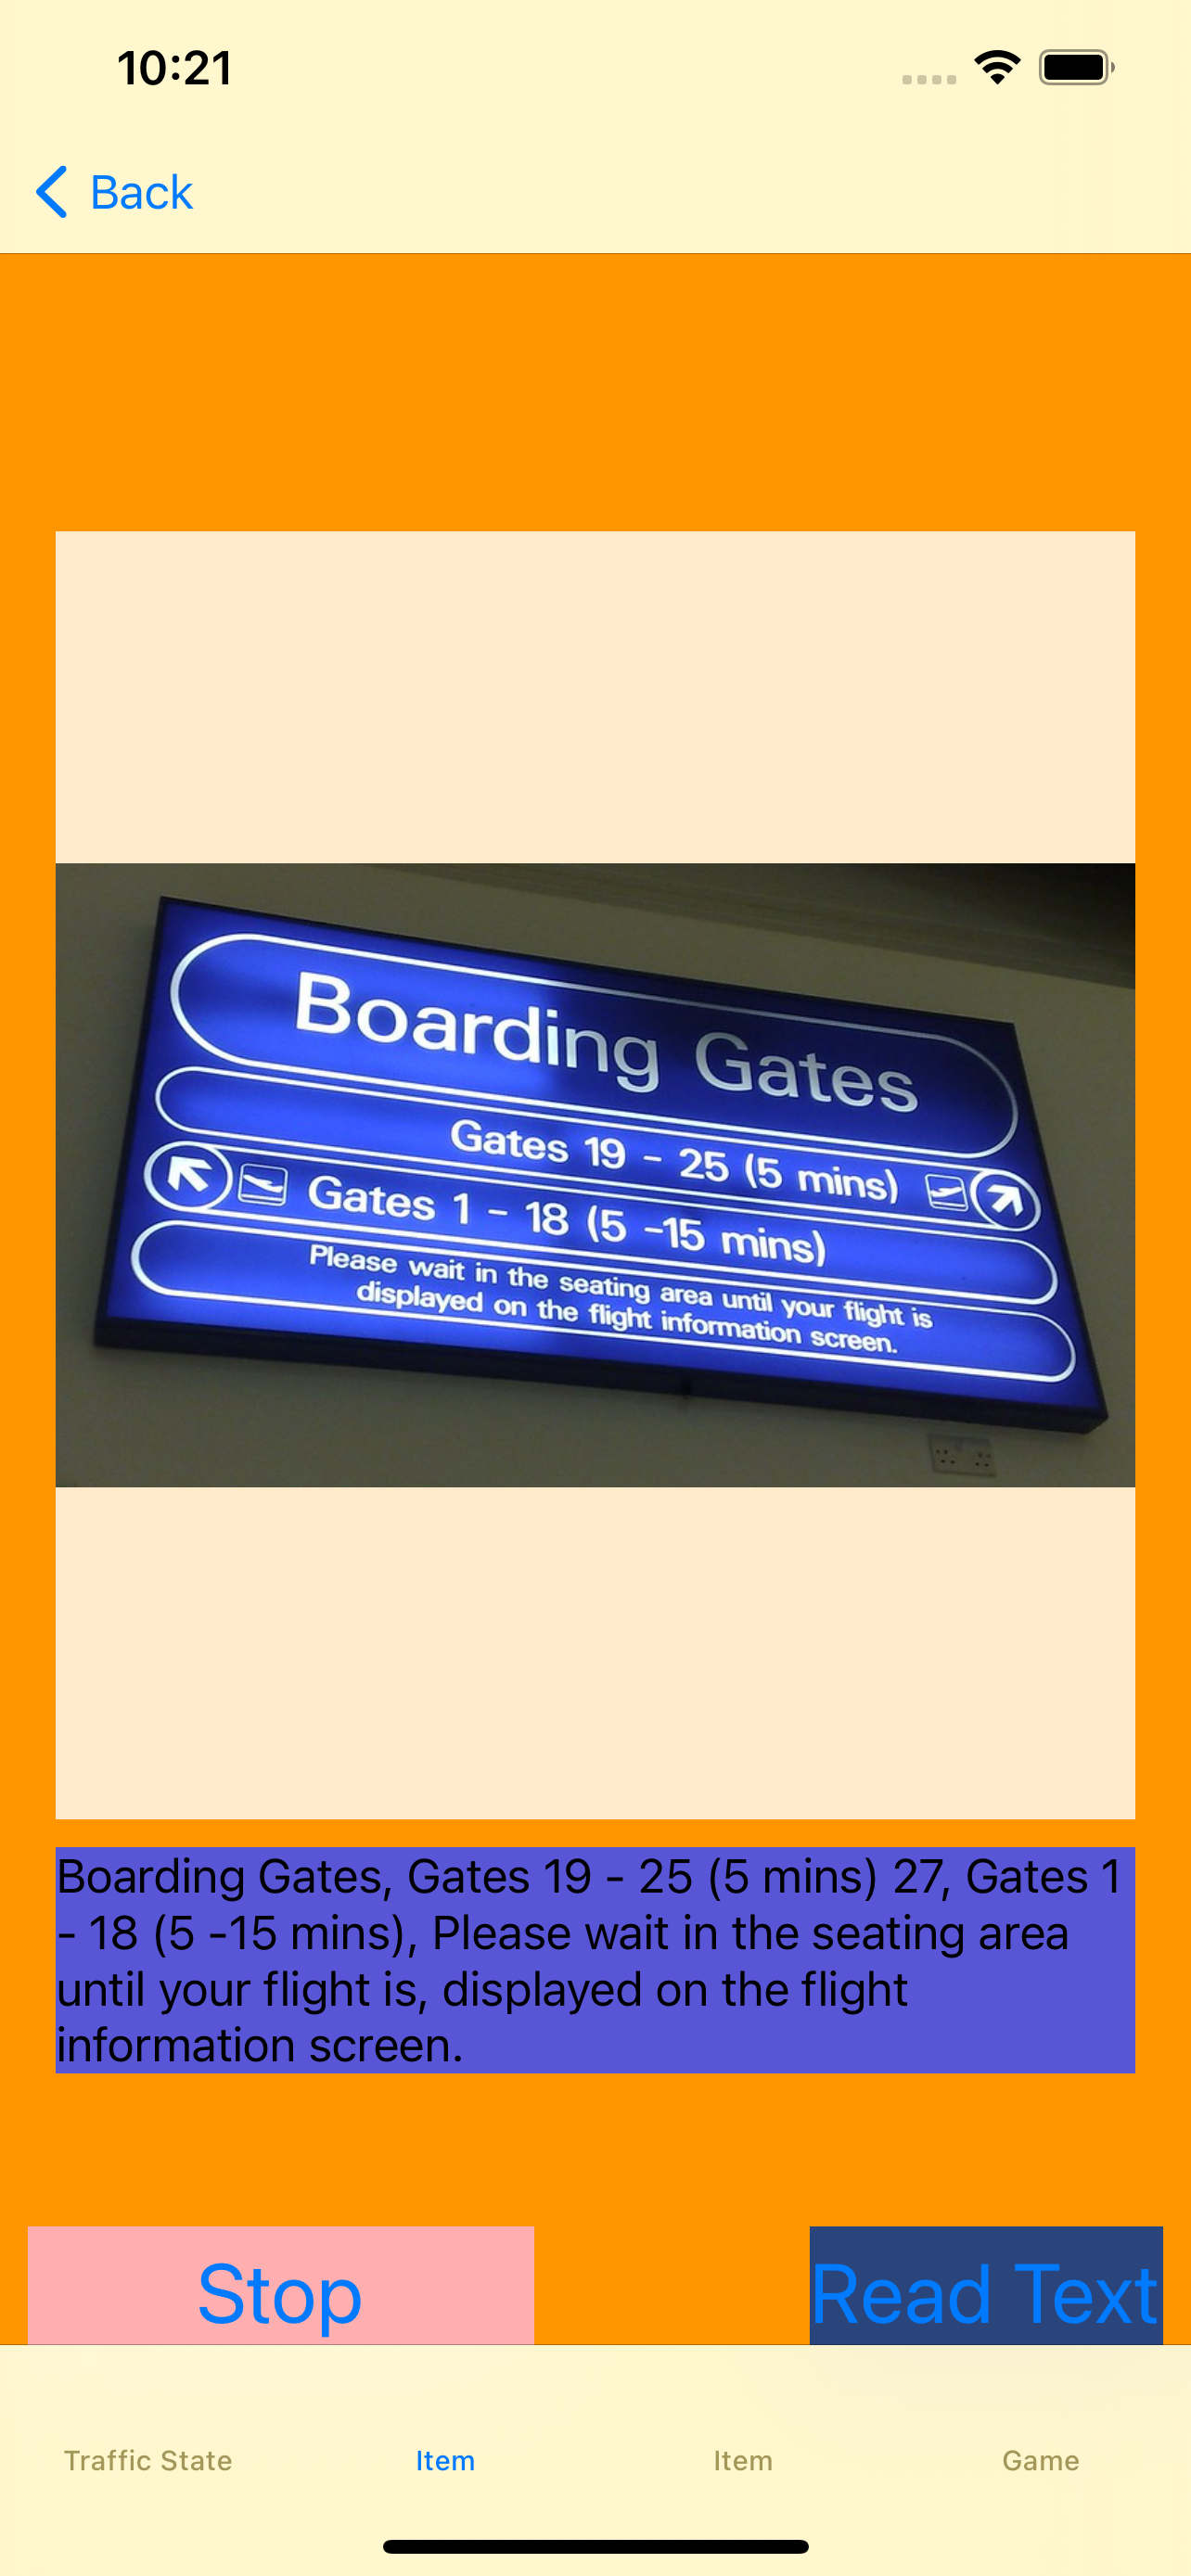 10:21
Back
Boarding Gates
Gates 19 - 25 (5 mins)
Gates 1 - 18 (5 -15 mins)
Please wait in the seating area until your flight is
displayed on the flight information screen.
Boarding Gates, Gates 19 - 25 (5 mins) 27, Gates 1
- 18 (5 -15 mins), Please wait in the seating area
until your flight is, displayed on the flight
information screen.
Stop
Read Text
Traffic State
Item
Item
Game